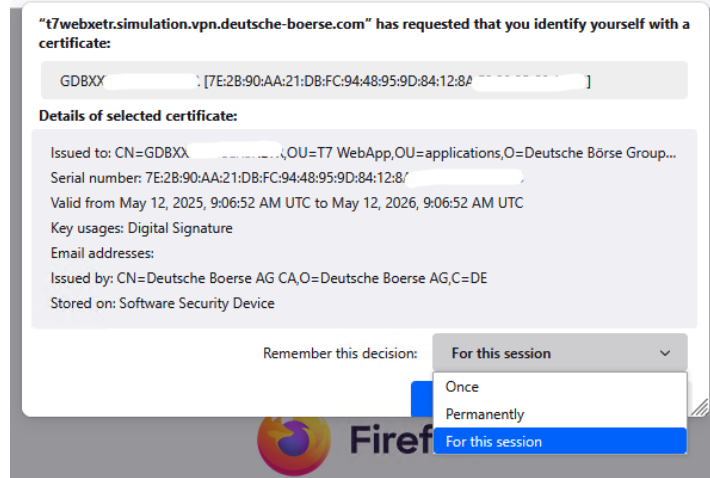 “t7webxetr.simulation.vpn.deutsche-boerse.com” has requested that you identify yourself with a
certificate:
GDBXX [7E:2B:90:AA:21:DB:FC:94:48:95:9D:84:12:8A ]
Details of selected certificate:
Issued to: CN=GDBXX ,OU=T7 WebApp,OU=applications,O=Deutsche Börse Group...
Serial number: 7E:2B:90:AA:21:DB:FC:94:48:95:9D:84:12:8
Valid from May 12, 2025, 9:06:52 AM UTC to May 12, 2026, 9:06:52 AM UTC
Key usages: Digital Signature
Email addresses:
Issued by: CN=Deutsche Boerse AG CA,O=Deutsche Boerse AG,C=DE
Stored on: Software Security Device
Remember this decision: For this session
Once
Permanently
For this session
Firef